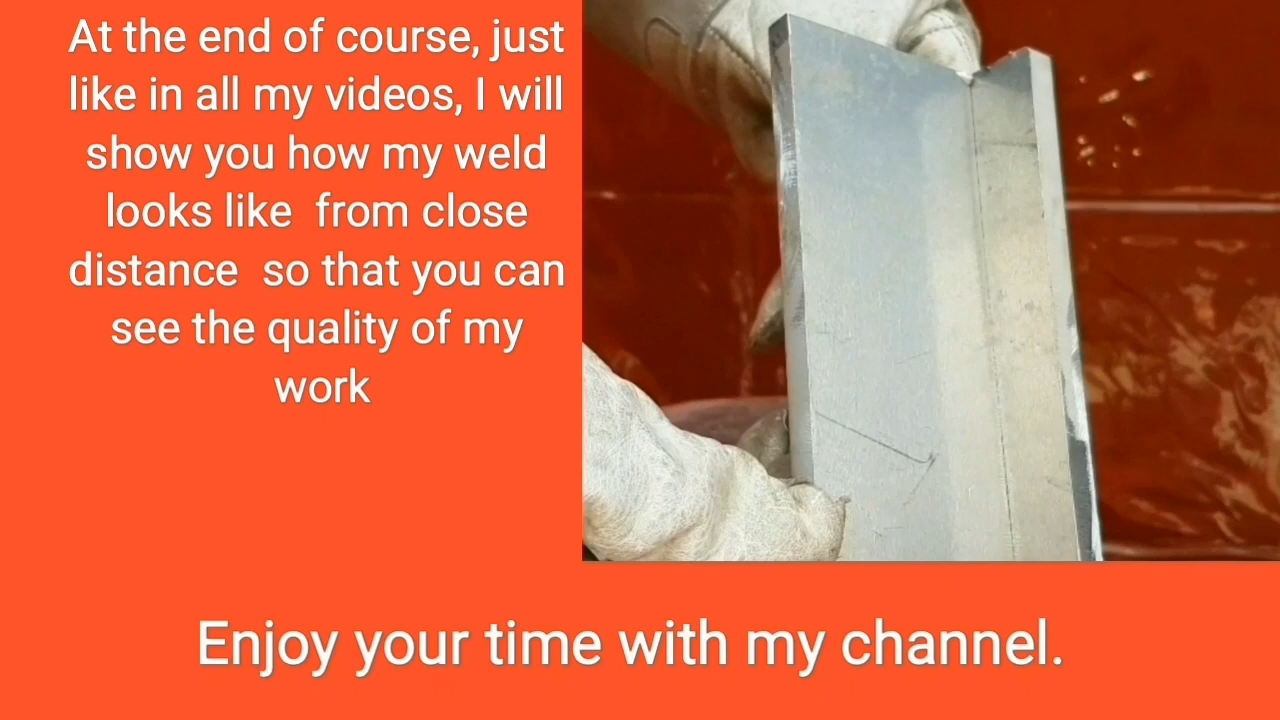 At the end of course, just
like in all my videos, I will
show you how my weld
looks like  from close
distance  so that you can
see the quality of my
work
Enjoy your time with my channel.